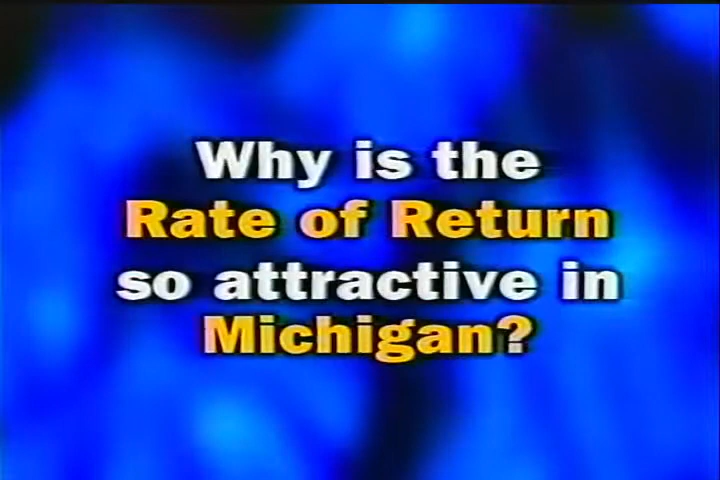 Why is the
Rate of Return
so attractive in
Michigan?